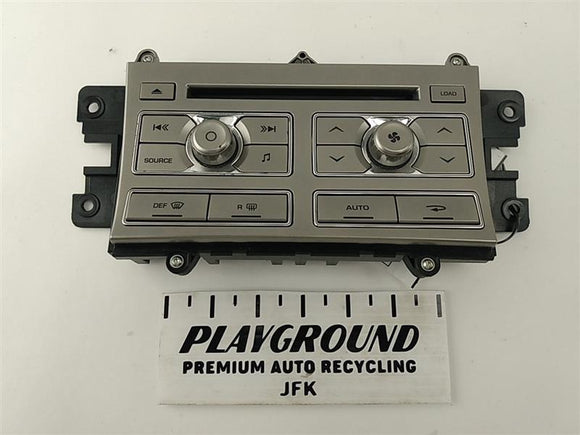 LOAD
SOURCE
DEF
R
AUTO
PLAYGROUND
PREMIUM AUTO RECYCLING
JFK